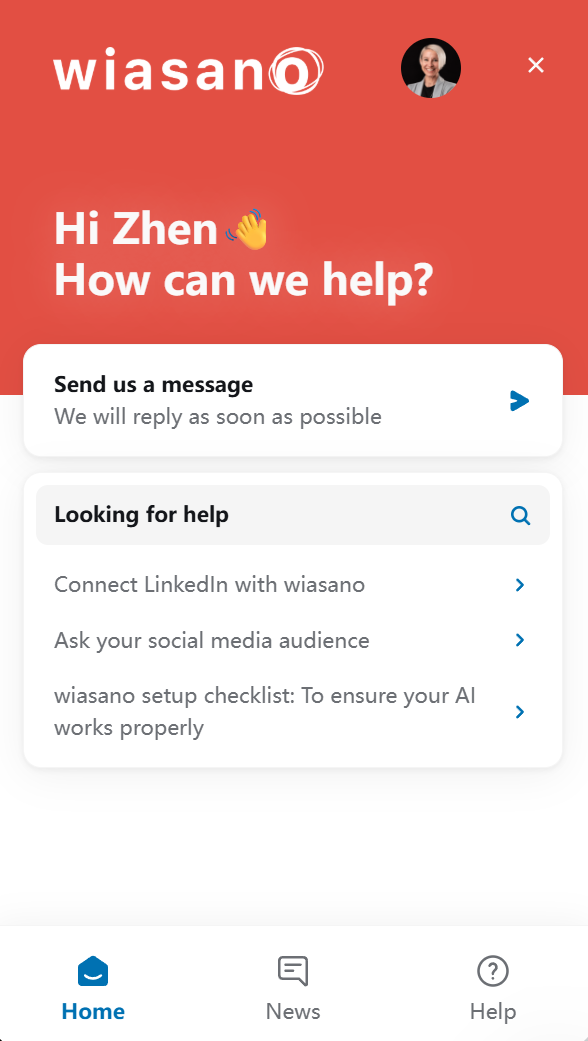 wiasano
Hi Zhen 👋
How can we help?
Send us a message
We will reply as soon as possible
Looking for help
Connect LinkedIn with wiasano
Ask your social media audience
wiasano setup checklist: To ensure your AI
works properly
Home
News
Help